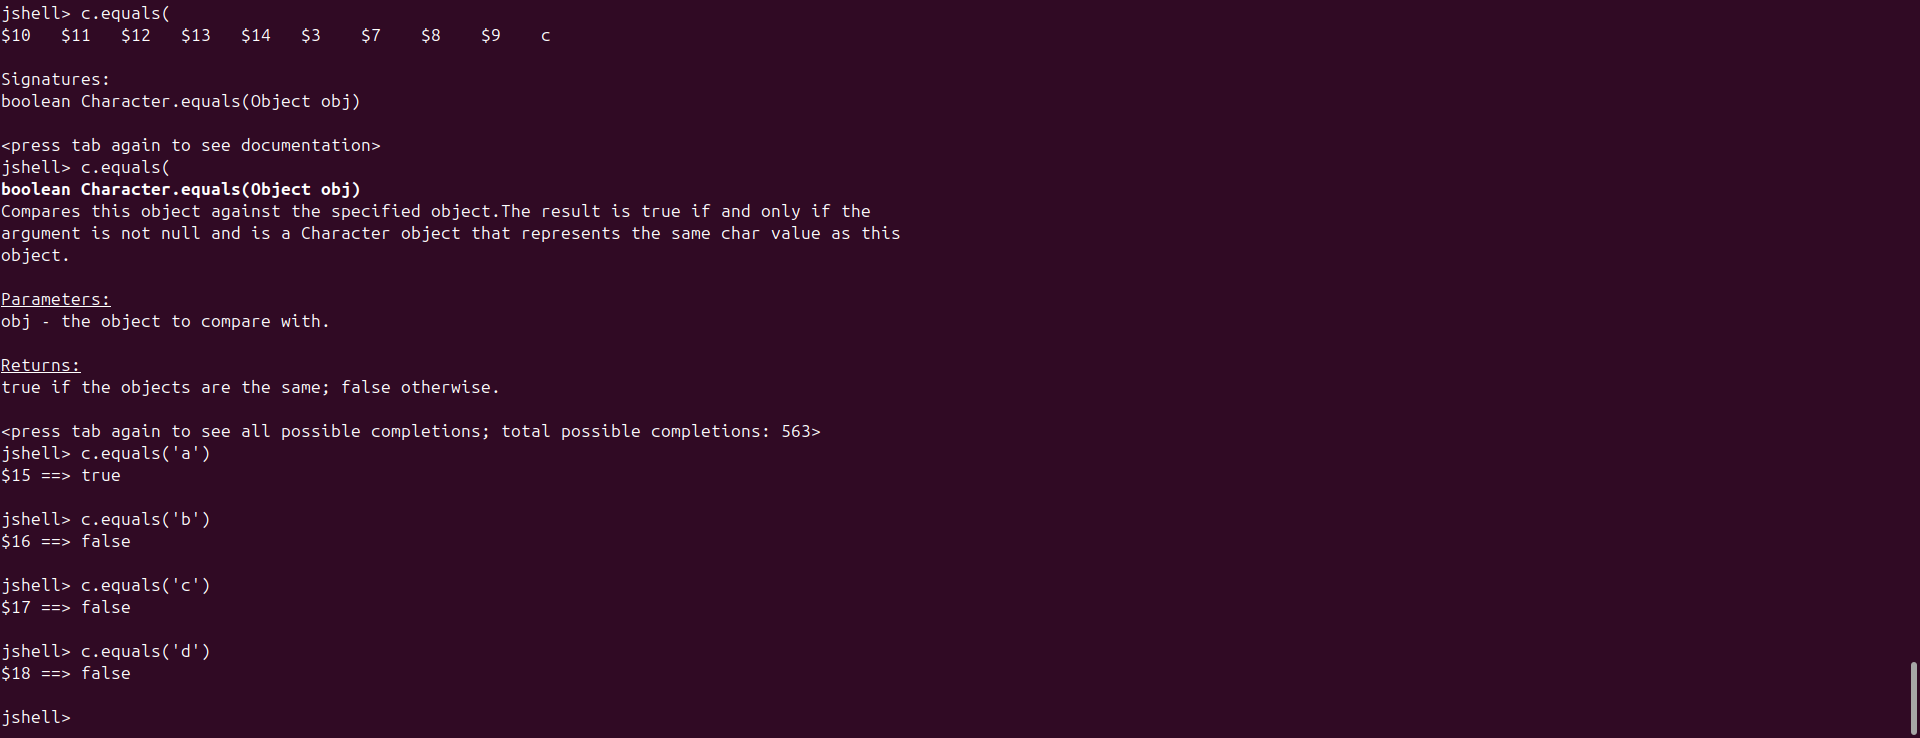 jshell> c.equals(
$10   $11   $12   $13   $14   $3    $7    $8    $9    c
Signatures:
boolean Character.equals(Object obj)
<press tab again to see documentation>
jshell> c.equals(
boolean Character.equals(Object obj)
Compares this object against the specified object.The result is true if and only if the
argument is not null and is a Character object that represents the same char value as this
object.
Parameters:
obj - the object to compare with.
Returns:
true if the objects are the same; false otherwise.
<press tab again to see all possible completions; total possible completions: 563>
jshell> c.equals('a')
$15 ==> true
jshell> c.equals('b')
$16 ==> false
jshell> c.equals('c')
$17 ==> false
jshell> c.equals('d')
$18 ==> false
jshell>